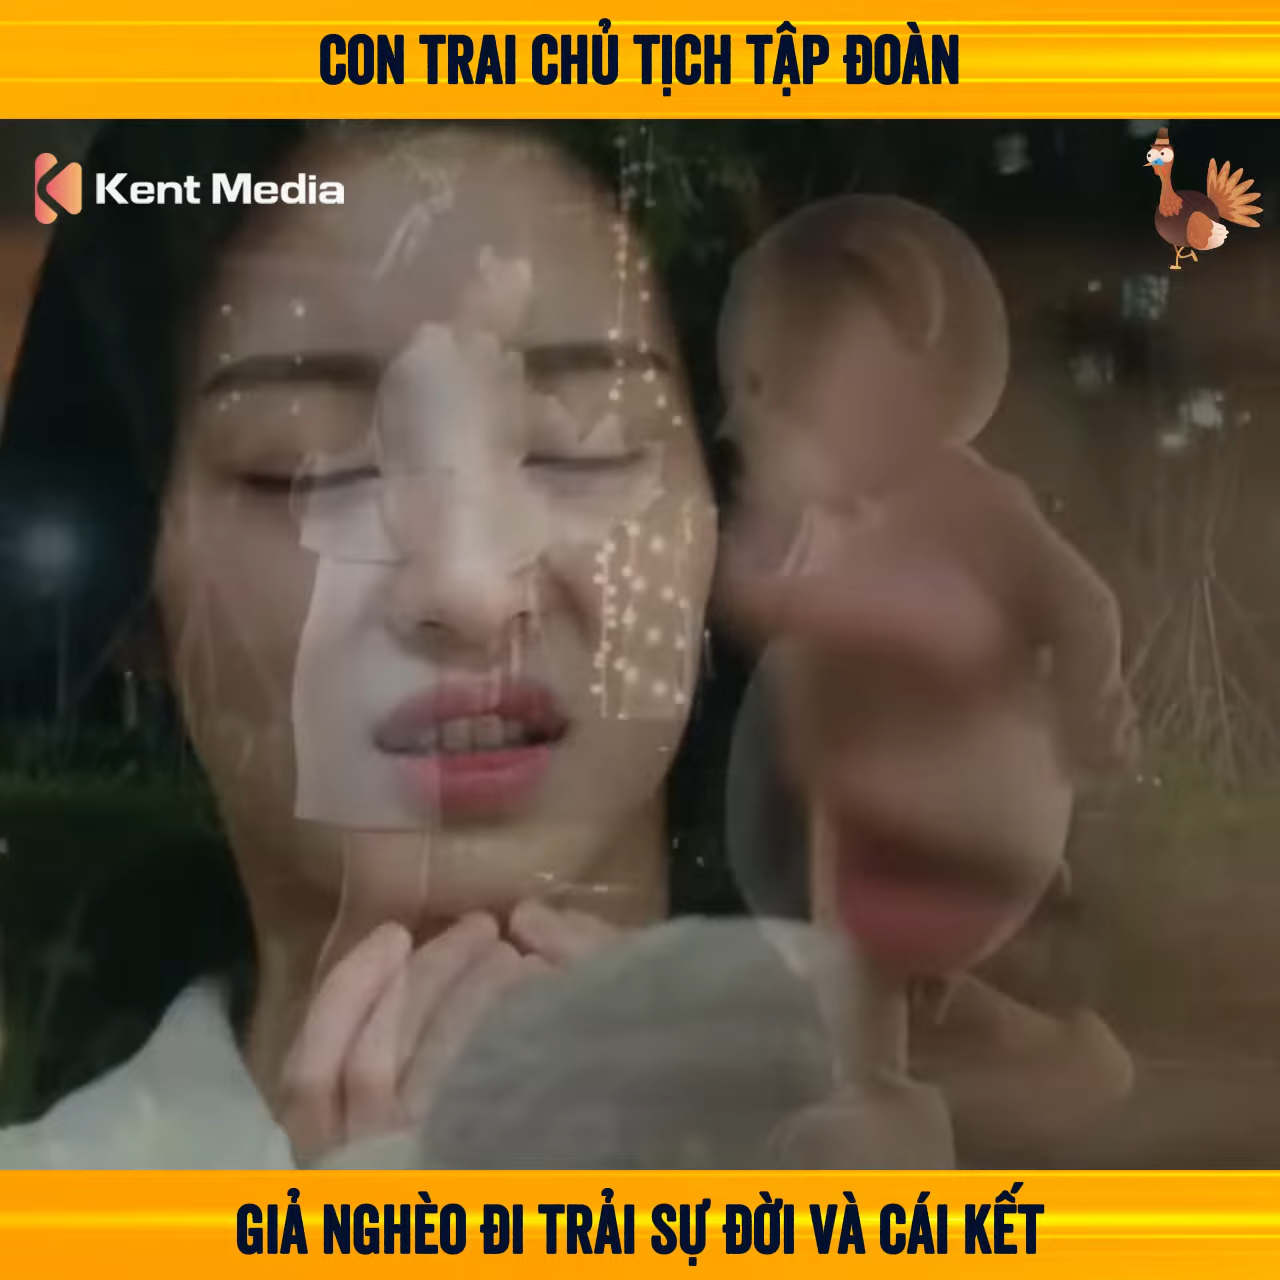 CON TRAI CHỦ TỊCH TẬP ĐOÀN
Kent Media
GIẢ NGHÈO ĐI TRẢI SỰ ĐỜI VÀ CÁI KẾT